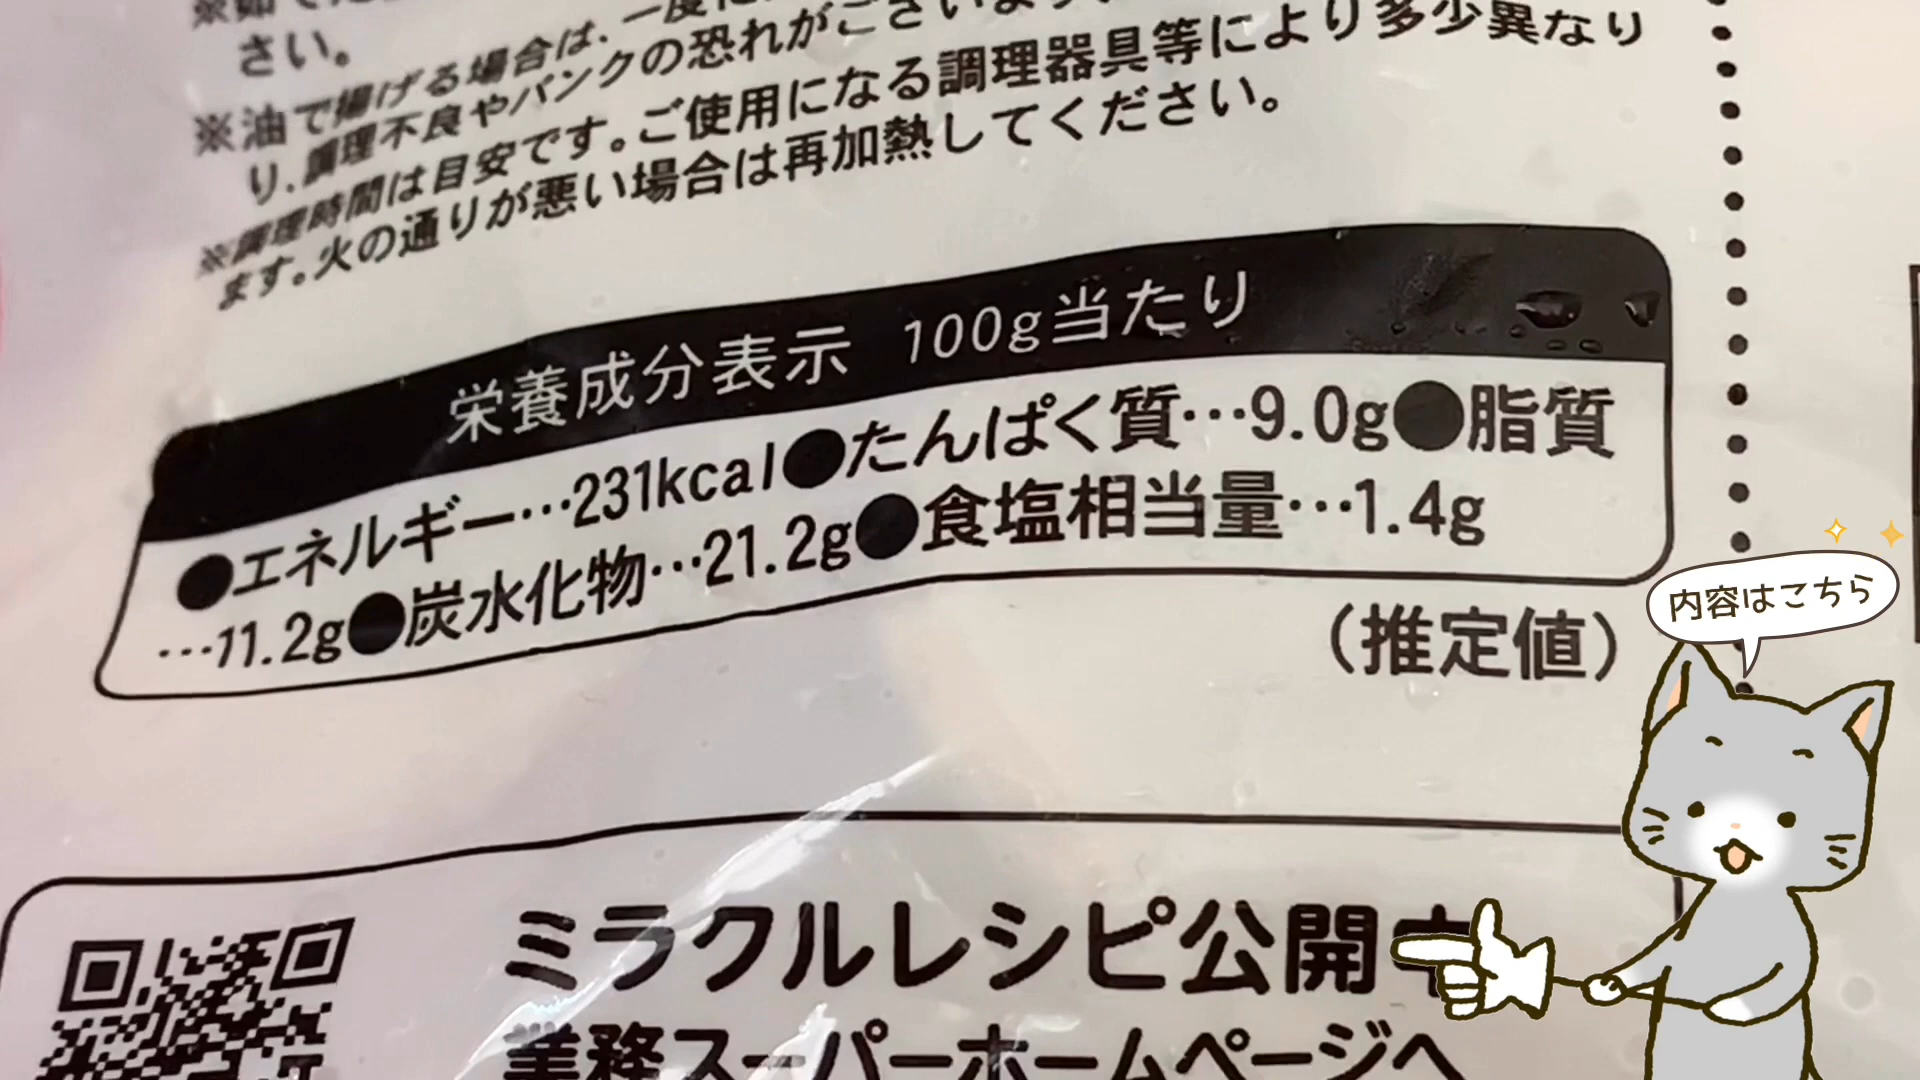 さい。
※油で揚げる場合は、一度に
り、調理不良やパンクの恐れがございます
※調理時間は目安です。ご使用になる調理器具等により多少異なり
ます。火の通りが悪い場合は再加熱してください。
栄養成分表示 100g当たり
●エネルギー…231kcal●たんぱく質…9.0g●脂質
…11.2g●炭水化物…21.2g●食塩相当量…1.4g
(推定値)
内容はこちら
ミラクルレシピ公開中
業務スーパーホームページへ